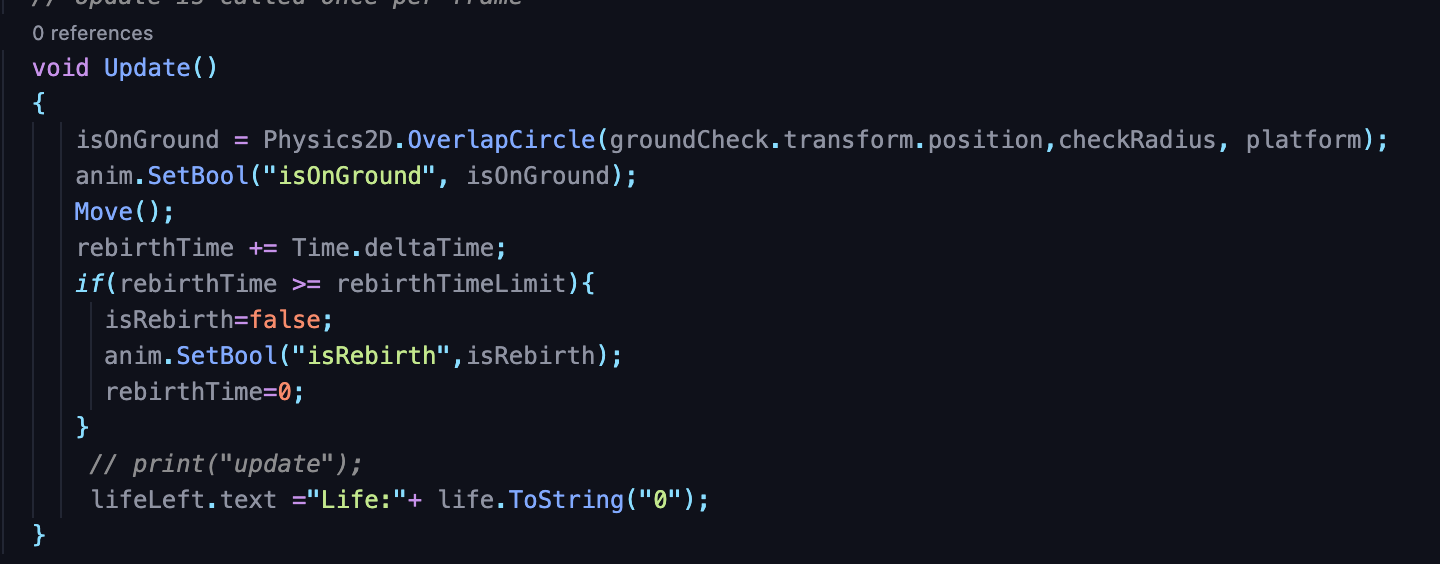 // Update is called once per frame
0 references
void Update()
{
isOnGround = Physics2D.OverlapCircle(groundCheck.transform.position,checkRadius, platform);
anim.SetBool("isOnGround", isOnGround);
Move();
rebirthTime += Time.deltaTime;
if(rebirthTime >= rebirthTimeLimit){
isRebirth=false;
anim.SetBool("isRebirth",isRebirth);
rebirthTime=0;
}
// print("update");
lifeLeft.text ="Life:"+ life.ToString("0");
}